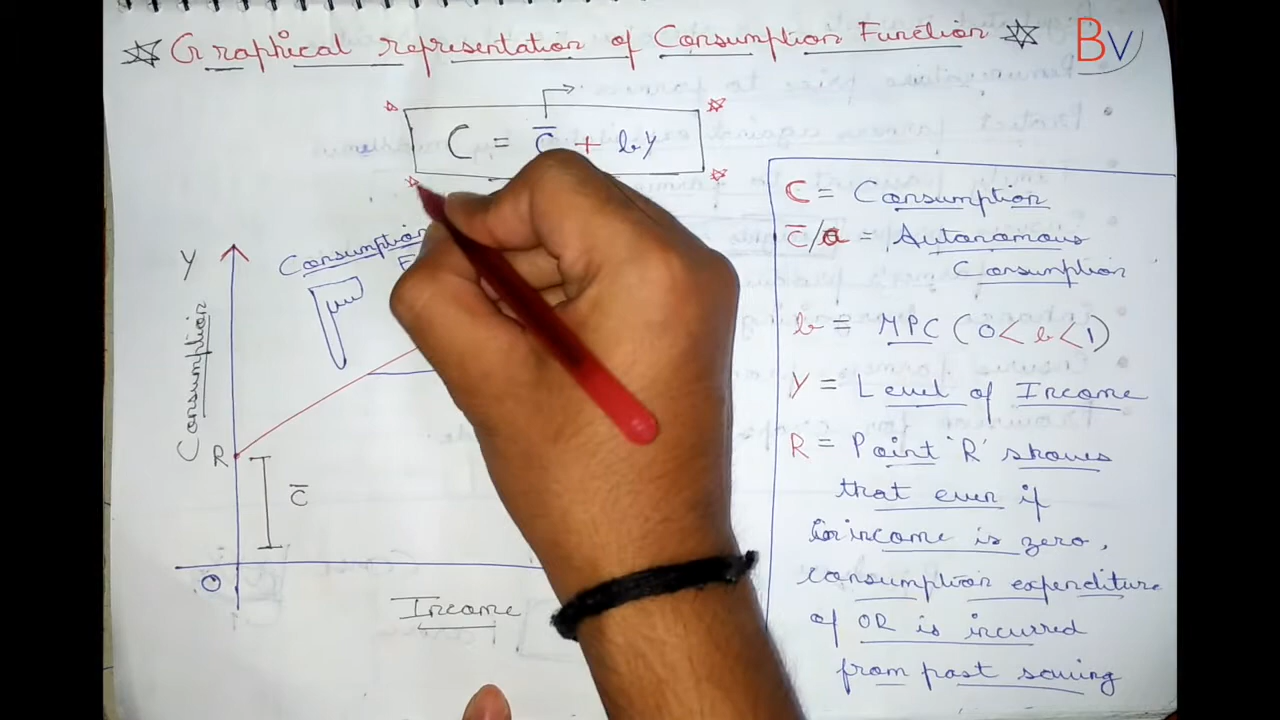 Graphical representation of Consumption Function
BV
C = C̄ + bY
Consumption
Y
Consumption
R
C̄
O
Income
C = Consumption
C̄/a = Autonomous
Consumption
b = MPC (0 < b < 1)
Y = Level of Income
R = Point 'R' shows
that even if
income is zero,
consumption expenditure
of OR is incurred
from past saving